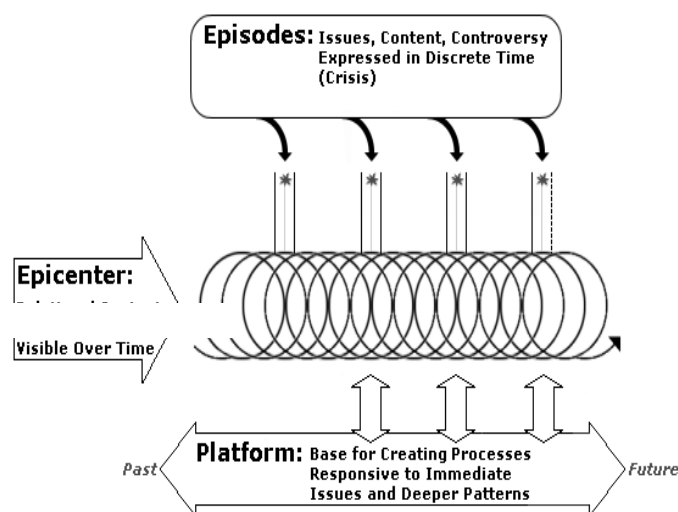 Episodes: Issues, Content, Controversy
Expressed in Discrete Time
(Crisis)
Epicenter:
Visible Over Time
Platform: Base for Creating Processes
Responsive to Immediate
Issues and Deeper Patterns
Past
Future